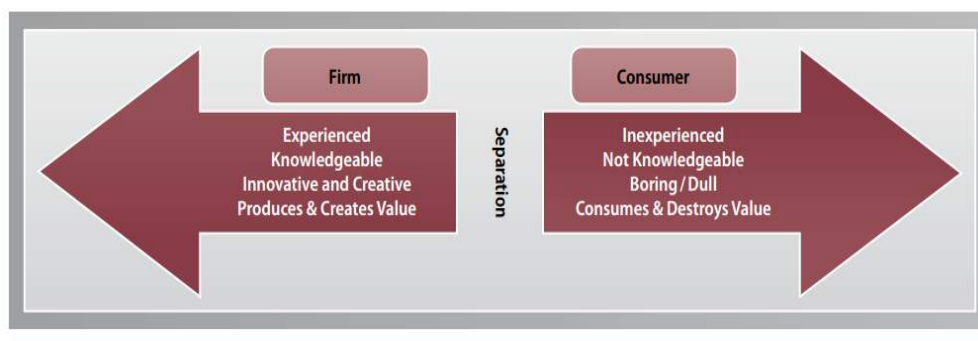 Firm
Experienced
Knowledgeable
Innovative and Creative
Produces & Creates Value
Separation
Consumer
Inexperienced
Not Knowledgeable
Boring / Dull
Consumes & Destroys Value